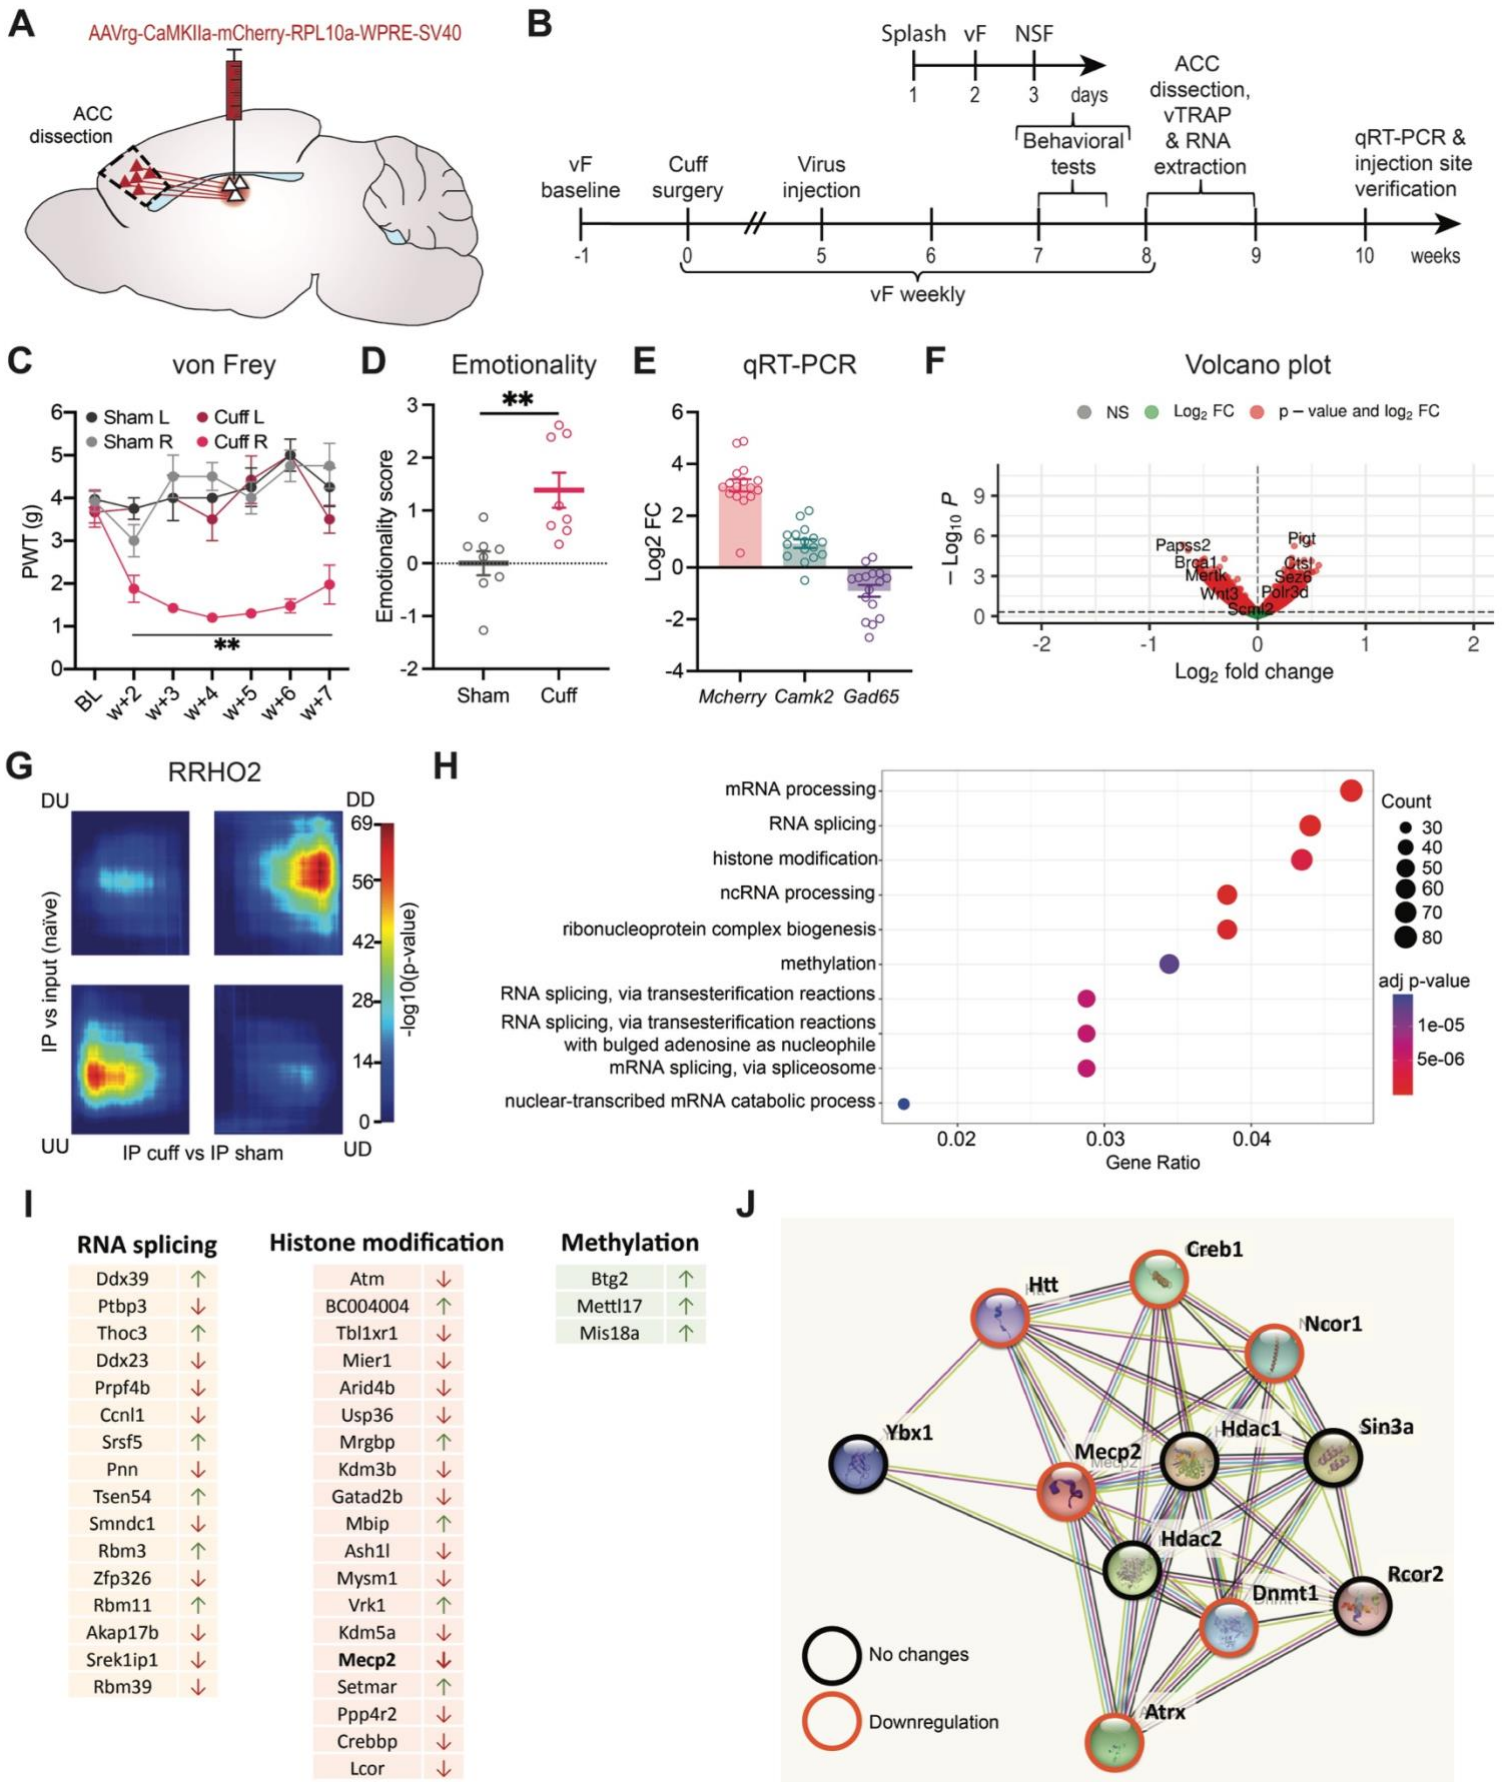 A
AAVrg-CaMKIIa-mCherry-RPL10a-WPRE-SV40
ACC
dissection
B
Splash vF NSF
1 2 3 days
Behavioral
tests
ACC
dissection,
vTRAP
& RNA
extraction
vF
baseline
Cuff
surgery
Virus
injection
qRT-PCR &
injection site
verification
-1 0 5 6 7 8 9 10 weeks
vF weekly
C
von Frey
Sham L
Cuff L
Sham R
Cuff R
PWT (g)
6
5
4
3
2
1
0
**
BL w+2 w+3 w+4 w+5 w+6 w+7
D
Emotionality
**
Emotionality score
3
2
1
0
-1
-2
Sham Cuff
E
qRT-PCR
Log2 FC
6
4
2
0
-2
-4
Mcherry Camk2 Gad65
F
Volcano plot
NS Log2 FC p – value and log2 FC
– Log10 P
9
6
3
0
Papss2
Brca1
Mertk
Wnt3
Scml2
Pigt
Ctsl
Sez6
Polr3d
-2 -1 0 1 2
Log2 fold change
G
RRHO2
DU
DD
UU
UD
IP vs input (naïve)
IP cuff vs IP sham
69
56
42
28
14
0
-log10(p-value)
H
mRNA processing
RNA splicing
histone modification
ncRNA processing
ribonucleoprotein complex biogenesis
methylation
RNA splicing, via transesterification reactions
RNA splicing, via transesterification reactions
with bulged adenosine as nucleophile
mRNA splicing, via spliceosome
nuclear-transcribed mRNA catabolic process
0.02 0.03 0.04
Gene Ratio
Count
30
40
50
60
70
80
adj p-value
1e-05
5e-06
I
RNA splicing
Ddx39 ↑
Ptbp3 ↓
Thoc3 ↑
Ddx23 ↓
Prpf4b ↓
Ccnl1 ↓
Srsf5 ↑
Pnn ↓
Tsen54 ↑
Smndc1 ↓
Rbm3 ↑
Zfp326 ↓
Rbm11 ↑
Akap17b ↓
Srek1ip1 ↓
Rbm39 ↓
Histone modification
Atm ↓
BC004004 ↑
Tbl1xr1 ↓
Mier1 ↓
Arid4b ↓
Usp36 ↓
Mrgbp ↑
Kdm3b ↓
Gatad2b ↓
Mbip ↑
Ash1l ↓
Mysm1 ↓
Vrk1 ↑
Kdm5a ↓
Mecp2 ↓
Setmar ↑
Ppp4r2 ↓
Crebbp ↓
Lcor ↓
Methylation
Btg2 ↑
Mettl17 ↑
Mis18a ↑
J
Creb1
Htt
Ncor1
Ybx1
Hdac1
Sin3a
Mecp2
Hdac2
Dnmt1
Rcor2
Atrx
No changes
Downregulation